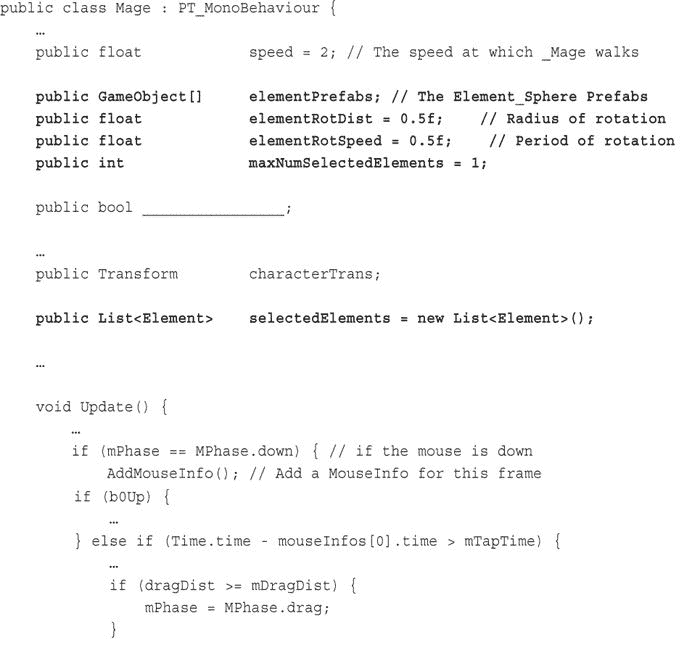 public class Mage : PT_MonoBehaviour {
…
public float speed = 2; // The speed at which _Mage walks
public GameObject[] elementPrefabs; // The Element_Sphere Prefabs
public float elementRotDist = 0.5f; // Radius of rotation
public float elementRotSpeed = 0.5f; // Period of rotation
public int maxNumSelectedElements = 1;
public bool ________________;
…
public Transform characterTrans;
public List<Element> selectedElements = new List<Element>();
…
void Update() {
…
if (mPhase == MPhase.down) { // if the mouse is down
AddMouseInfo(); // Add a MouseInfo for this frame
if (b0Up) {
…
} else if (Time.time - mouseInfos[0].time > mTapTime) {
…
if (dragDist >= mDragDist) {
mPhase = MPhase.drag;
}